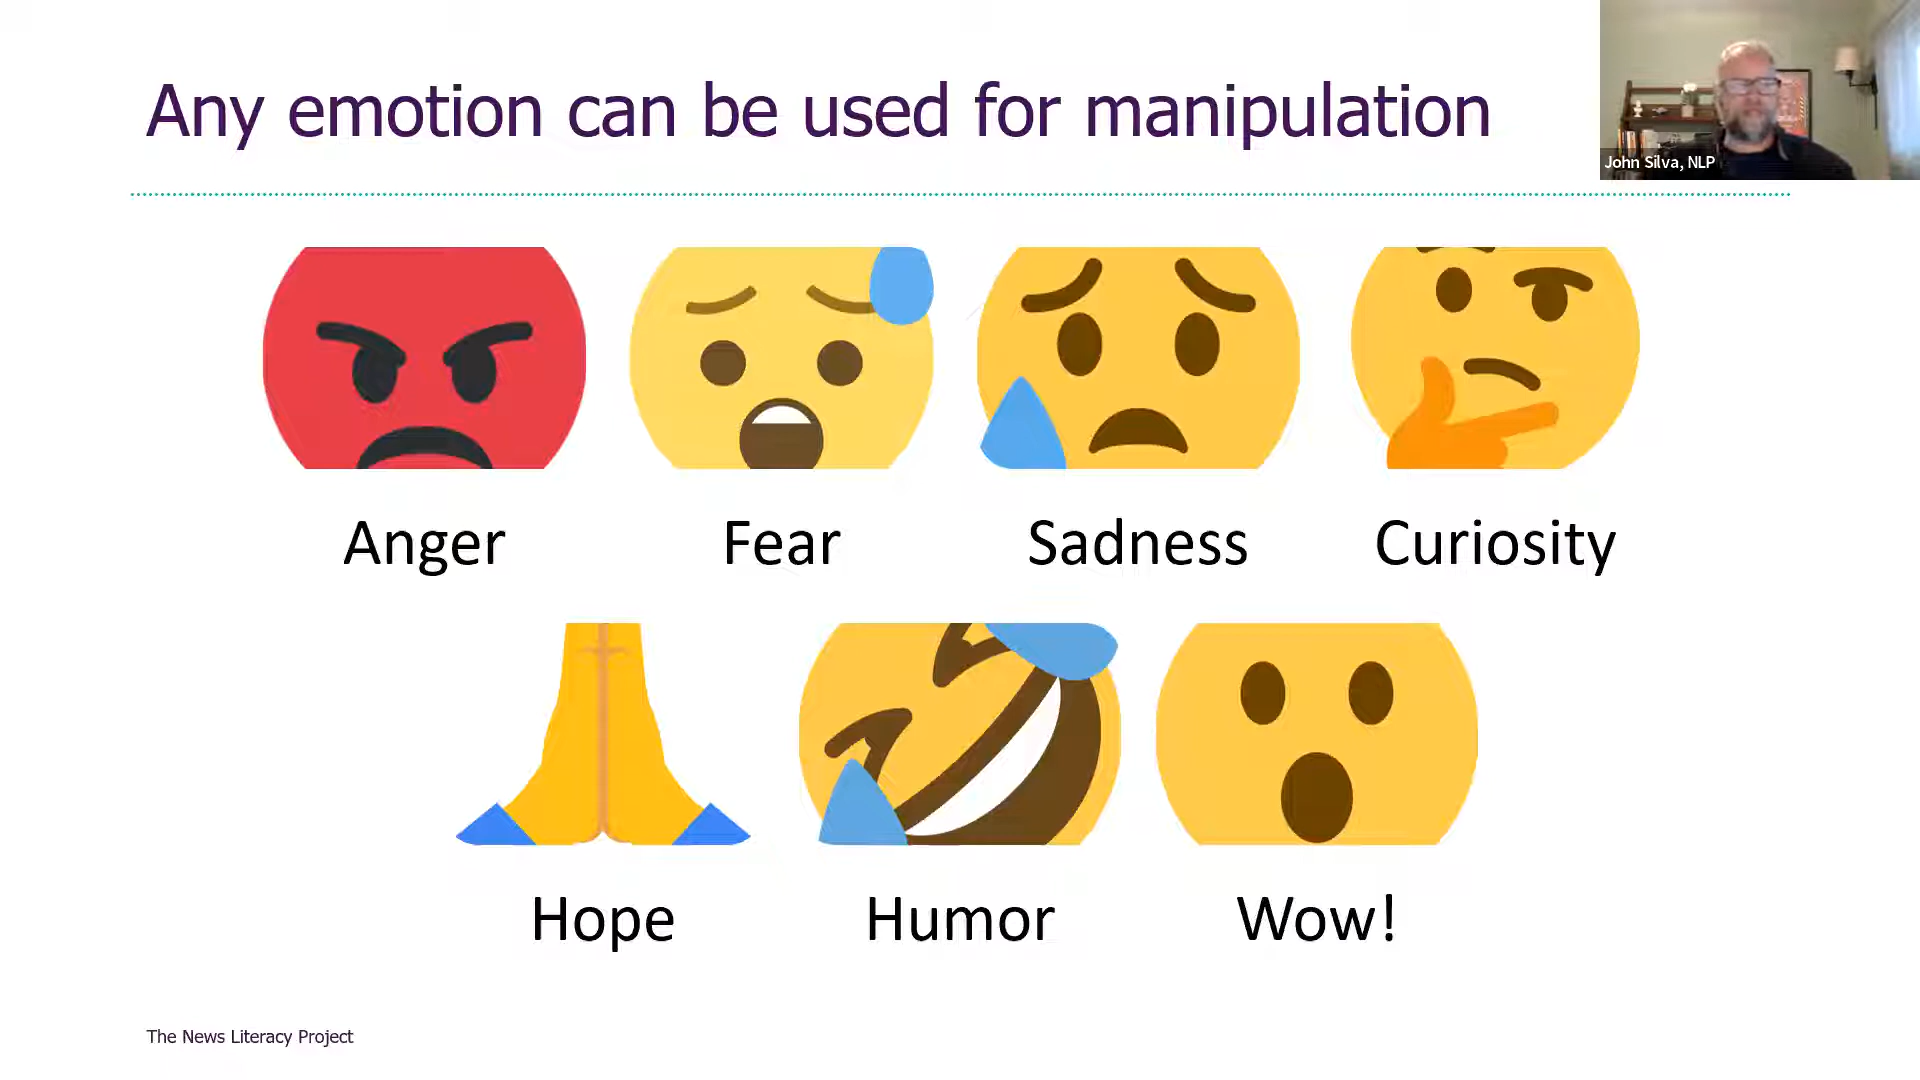 Any emotion can be used for manipulation
John Silva, NLP
Anger
Fear
Sadness
Curiosity
Hope
Humor
Wow!
The News Literacy Project